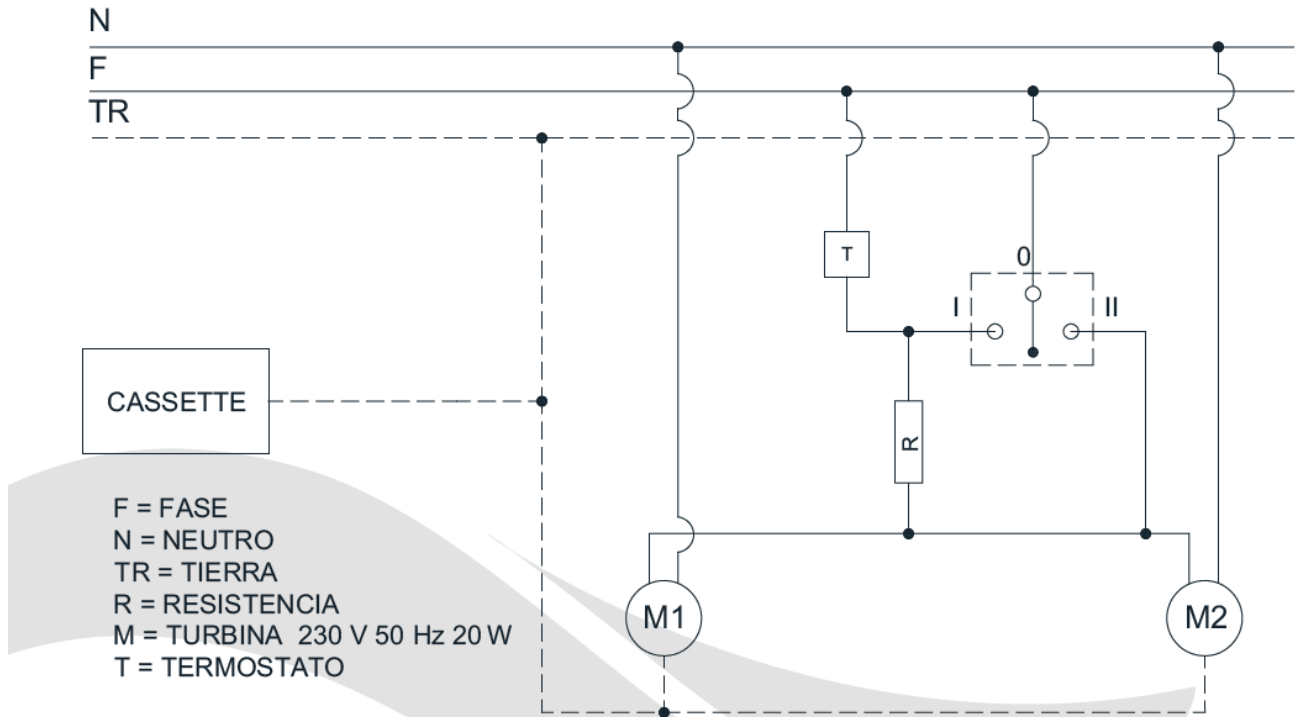 N
F
TR
0
T
I
II
CASSETTE
R
F = FASE
N = NEUTRO
TR = TIERRA
R = RESISTENCIA
M = TURBINA 230 V 50 Hz 20 W
T = TERMOSTATO
M1
M2